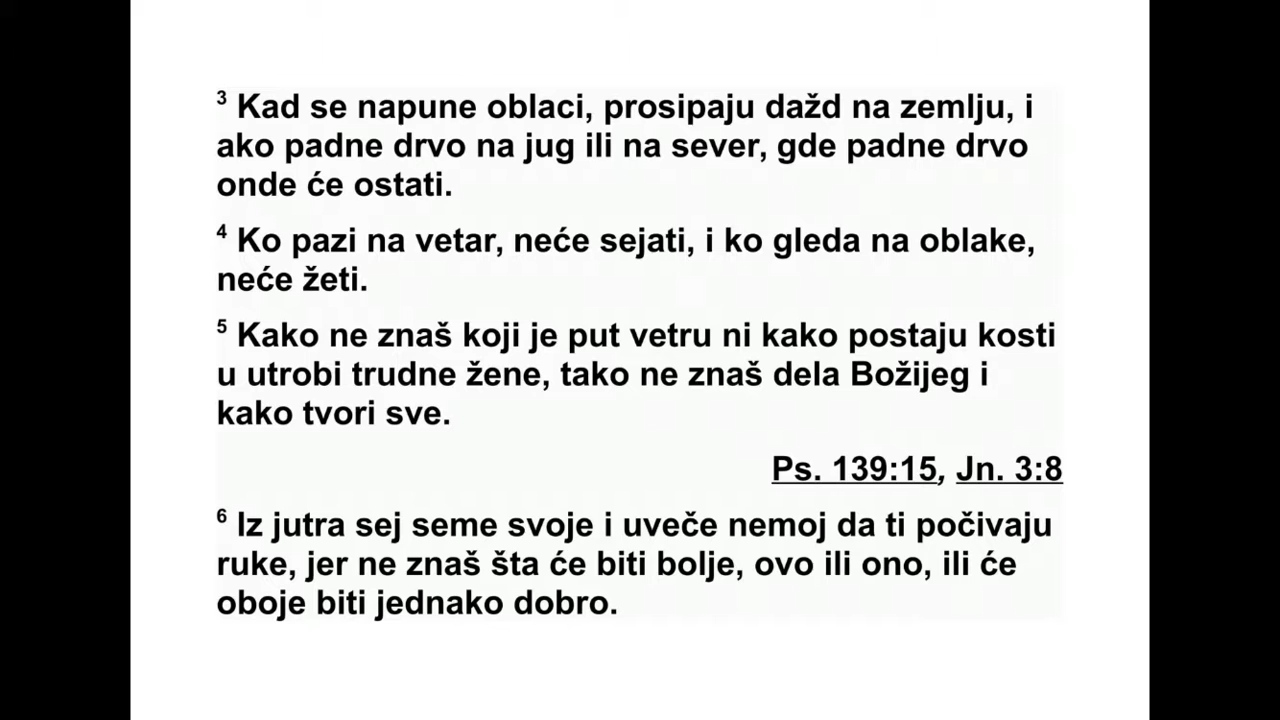 3 Kad se napune oblaci, prosipaju dažd na zemlju, i
ako padne drvo na jug ili na sever, gde padne drvo
onde će ostati.
4 Ko pazi na vetar, neće sejati, i ko gleda na oblake,
neće žeti.
5 Kako ne znaš koji je put vetru ni kako postaju kosti
u utrobi trudne žene, tako ne znaš dela Božijeg i
kako tvori sve.
Ps. 139:15, Jn. 3:8
6 Iz jutra sej seme svoje i uveče nemoj da ti počivaju
ruke, jer ne znaš šta će biti bolje, ovo ili ono, ili će
oboje biti jednako dobro.